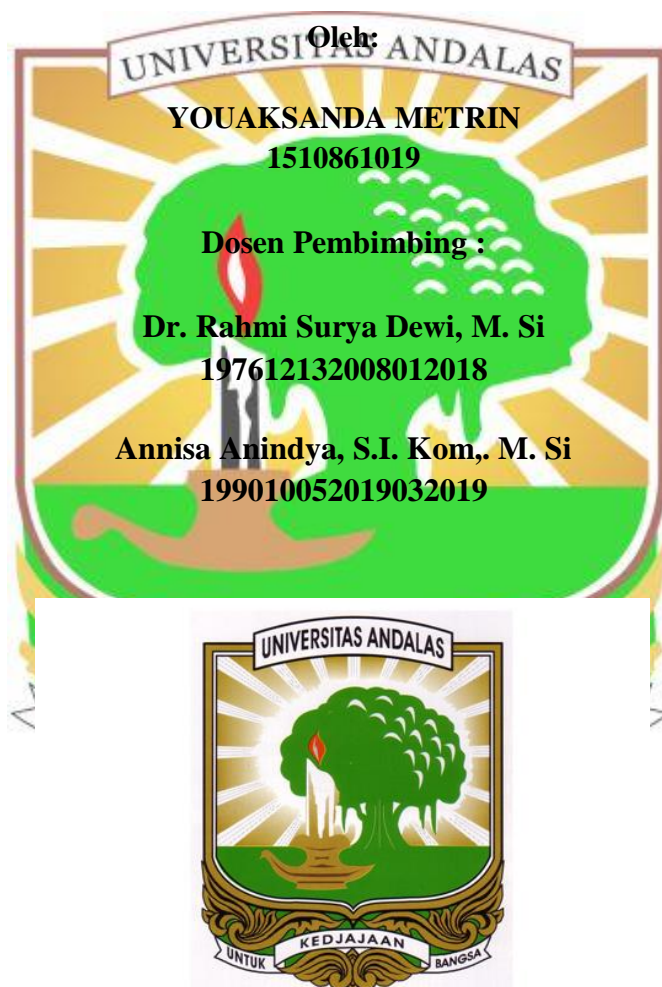 UNIVERSITAS ANDALAS
Oleh:
YOUAKSANDA METRIN
1510861019
Dosen Pembimbing :
Dr. Rahmi Surya Dewi, M. Si
197612132008012018
Annisa Anindya, S.I. Kom,. M. Si
199010052019032019
UNIVERSITAS ANDALAS
UNTUK KEDJAJAAN BANGSA